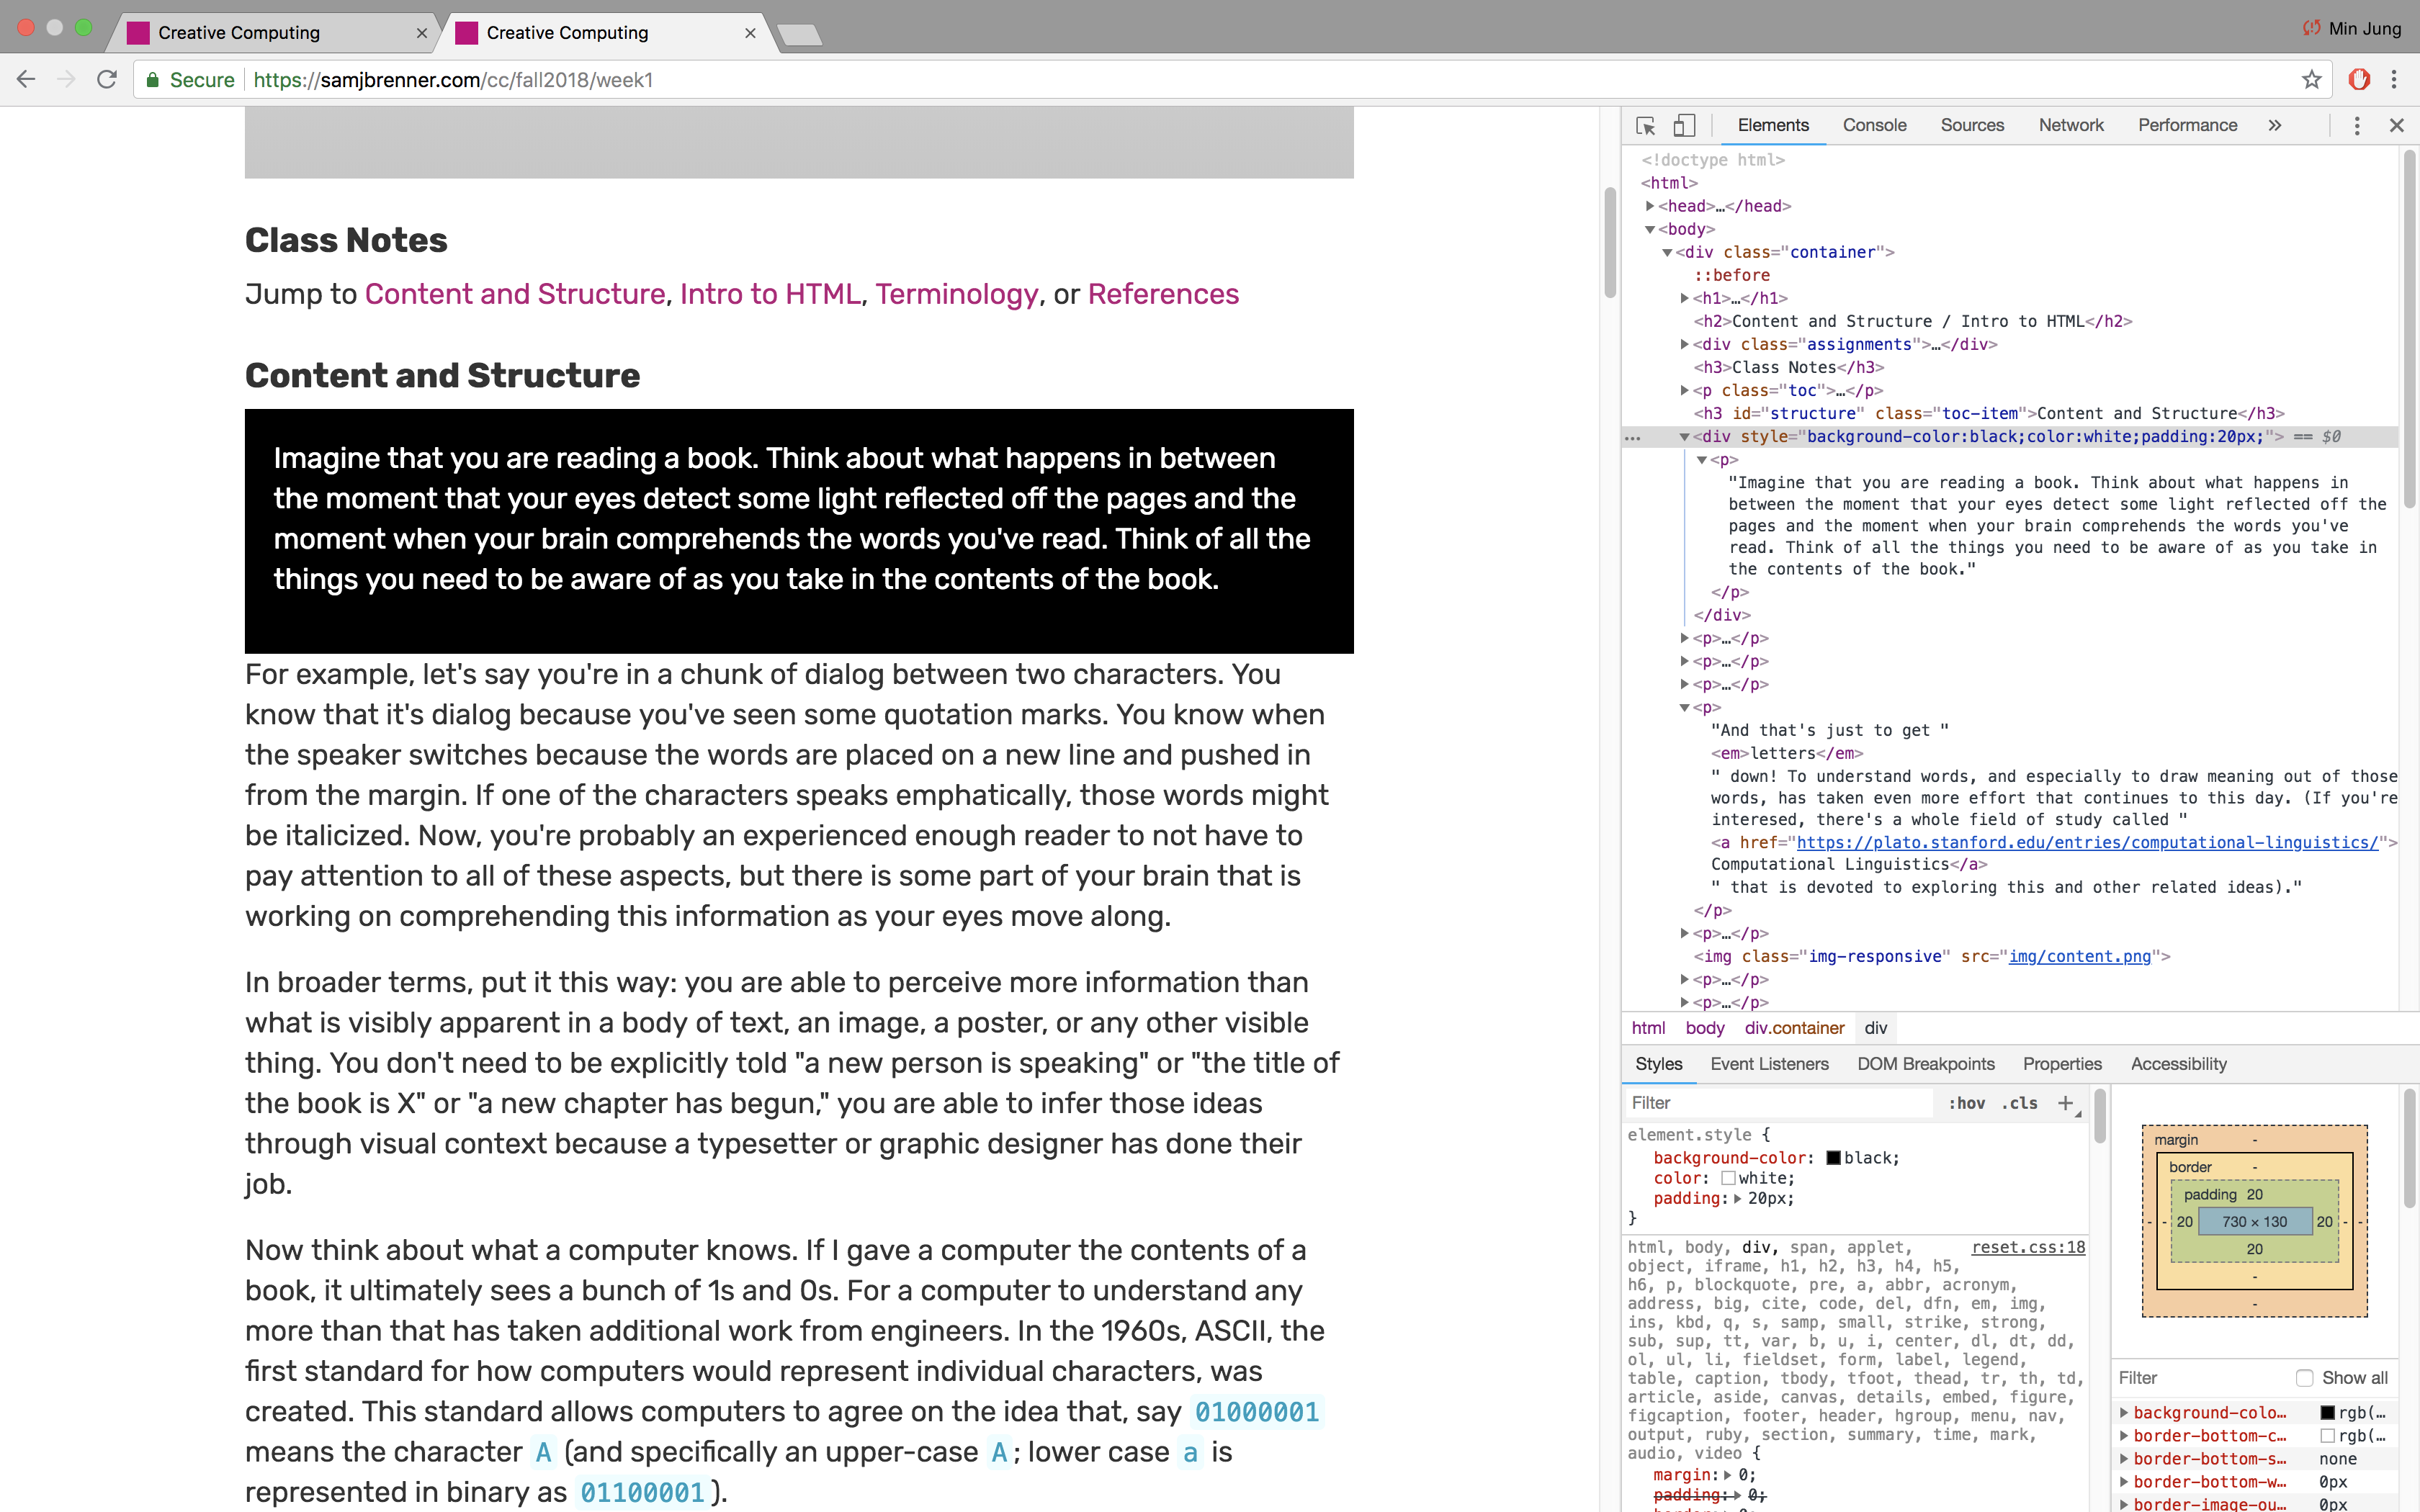 Creative Computing
Creative Computing
Min Jung
Secure https://samjbrenner.com/cc/fall2018/week1
Class Notes
Jump to Content and Structure, Intro to HTML, Terminology, or References
Content and Structure
Imagine that you are reading a book. Think about what happens in between
the moment that your eyes detect some light reflected off the pages and the
moment when your brain comprehends the words you've read. Think of all the
things you need to be aware of as you take in the contents of the book.
For example, let's say you're in a chunk of dialog between two characters. You
know that it's dialog because you've seen some quotation marks. You know when
the speaker switches because the words are placed on a new line and pushed in
from the margin. If one of the characters speaks emphatically, those words might
be italicized. Now, you're probably an experienced enough reader to not have to
pay attention to all of these aspects, but there is some part of your brain that is
working on comprehending this information as your eyes move along.
In broader terms, put it this way: you are able to perceive more information than
what is visibly apparent in a body of text, an image, a poster, or any other visible
thing. You don't need to be explicitly told "a new person is speaking" or "the title of
the book is X" or "a new chapter has begun," you are able to infer those ideas
through visual context because a typesetter or graphic designer has done their
job.
Now think about what a computer knows. If I gave a computer the contents of a
book, it ultimately sees a bunch of 1s and 0s. For a computer to understand any
more than that has taken additional work from engineers. In the 1960s, ASCII, the
first standard for how computers would represent individual characters, was
created. This standard allows computers to agree on the idea that, say 01000001
means the character A (and specifically an upper-case A; lower case a is
represented in binary as 01100001).
Elements Console Sources Network Performance »
<!doctype html>
<html>
<head>…</head>
<body>
<div class="container">
::before
<h1>…</h1>
<h2>Content and Structure / Intro to HTML</h2>
<div class="assignments">…</div>
<h3>Class Notes</h3>
<p class="toc">…</p>
<h3 id="structure" class="toc-item">Content and Structure</h3>
… <div style="background-color:black;color:white;padding:20px;"> == $0
<p>
"Imagine that you are reading a book. Think about what happens in
between the moment that your eyes detect some light reflected off the
pages and the moment when your brain comprehends the words you've
read. Think of all the things you need to be aware of as you take in
the contents of the book."
</p>
</div>
<p>…</p>
<p>…</p>
<p>…</p>
<p>
"And that's just to get "
<em>letters</em>
" down! To understand words, and especially to draw meaning out of those
words, has taken even more effort that continues to this day. (If you're
interesed, there's a whole field of study called "
<a href="https://plato.stanford.edu/entries/computational-linguistics/">
Computational Linguistics</a>
" that is devoted to exploring this and other related ideas)."
</p>
<p>…</p>
<img class="img-responsive" src="img/content.png">
<p>…</p>
<p>…</p>
html body div.container div
Styles Event Listeners DOM Breakpoints Properties Accessibility
Filter :hov .cls +
element.style {
background-color: black;
color: white;
padding: 20px;
}
html, body, div, span, applet, reset.css:18
object, iframe, h1, h2, h3, h4, h5,
h6, p, blockquote, pre, a, abbr, acronym,
address, big, cite, code, del, dfn, em, img,
ins, kbd, q, s, samp, small, strike, strong,
sub, sup, tt, var, b, u, i, center, dl, dt, dd,
ol, ul, li, fieldset, form, label, legend,
table, caption, tbody, tfoot, thead, tr, th, td,
article, aside, canvas, details, embed, figure,
figcaption, footer, header, hgroup, menu, nav,
output, ruby, section, summary, time, mark,
audio, video {
margin: 0;
padding: 0;
margin -
border -
padding 20
- - 20 730 × 130 20 - -
20
-
-
Filter Show all
background-colo… rgb(…
border-bottom-c… rgb(…
border-bottom-s… none
border-bottom-w… 0px
border-image-ou… 0px